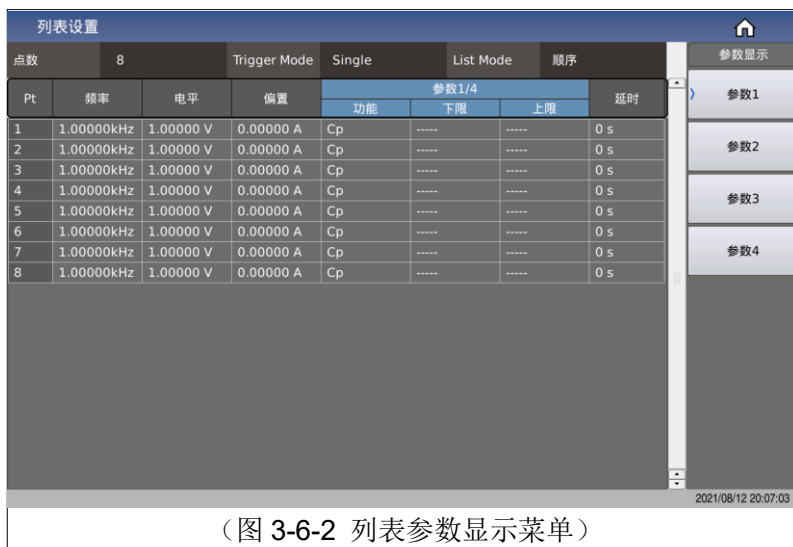 列表设置
点数 8 Trigger Mode Single List Mode 顺序 参数显示
Pt 频率 电平 偏置 参数1/4 延时
功能 下限 上限
1 1.00000kHz 1.00000 V 0.00000 A Cp ----- ----- 0 s
2 1.00000kHz 1.00000 V 0.00000 A Cp ----- ----- 0 s
3 1.00000kHz 1.00000 V 0.00000 A Cp ----- ----- 0 s
4 1.00000kHz 1.00000 V 0.00000 A Cp ----- ----- 0 s
5 1.00000kHz 1.00000 V 0.00000 A Cp ----- ----- 0 s
6 1.00000kHz 1.00000 V 0.00000 A Cp ----- ----- 0 s
7 1.00000kHz 1.00000 V 0.00000 A Cp ----- ----- 0 s
8 1.00000kHz 1.00000 V 0.00000 A Cp ----- ----- 0 s
参数1
参数2
参数3
参数4
2021/08/12 20:07:03
（图 3-6-2 列表参数显示菜单）